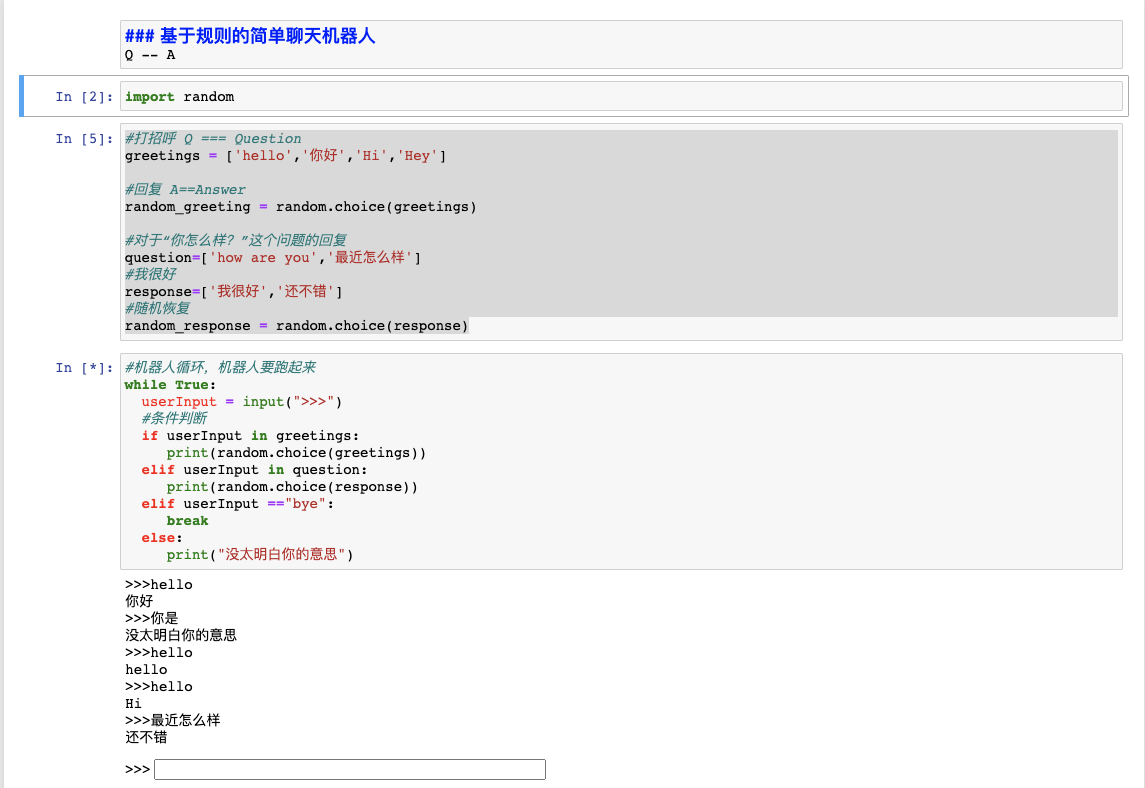 ### 基于规则的简单聊天机器人
Q -- A
In [2]: import random
In [5]: #打招呼 Q === Question
greetings = ['hello','你好','Hi','Hey']
#回复 A==Answer
random_greeting = random.choice(greetings)
#对于“你怎么样？”这个问题的回复
question=['how are you','最近怎么样']
#我很好
response=['我很好','还不错']
#随机恢复
random_response = random.choice(response)
In [*]: #机器人循环，机器人要跑起来
while True:
userInput = input(">>>")
#条件判断
if userInput in greetings:
print(random.choice(greetings))
elif userInput in question:
print(random.choice(response))
elif userInput =="bye":
break
else:
print("没太明白你的意思")
>>>hello
你好
>>>你是
没太明白你的意思
>>>hello
hello
>>>hello
Hi
>>>最近怎么样
还不错
>>>